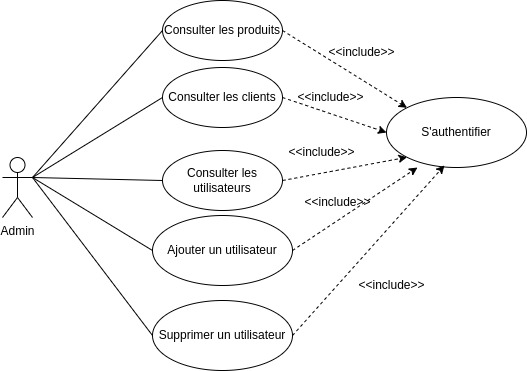 Consulter les produits
<<include>>
Consulter les clients
<<include>>
S'authentifier
Consulter les
utilisateurs
<<include>>
Admin
Ajouter un utilisateur
<<include>>
Supprimer un utilisateur
<<include>>